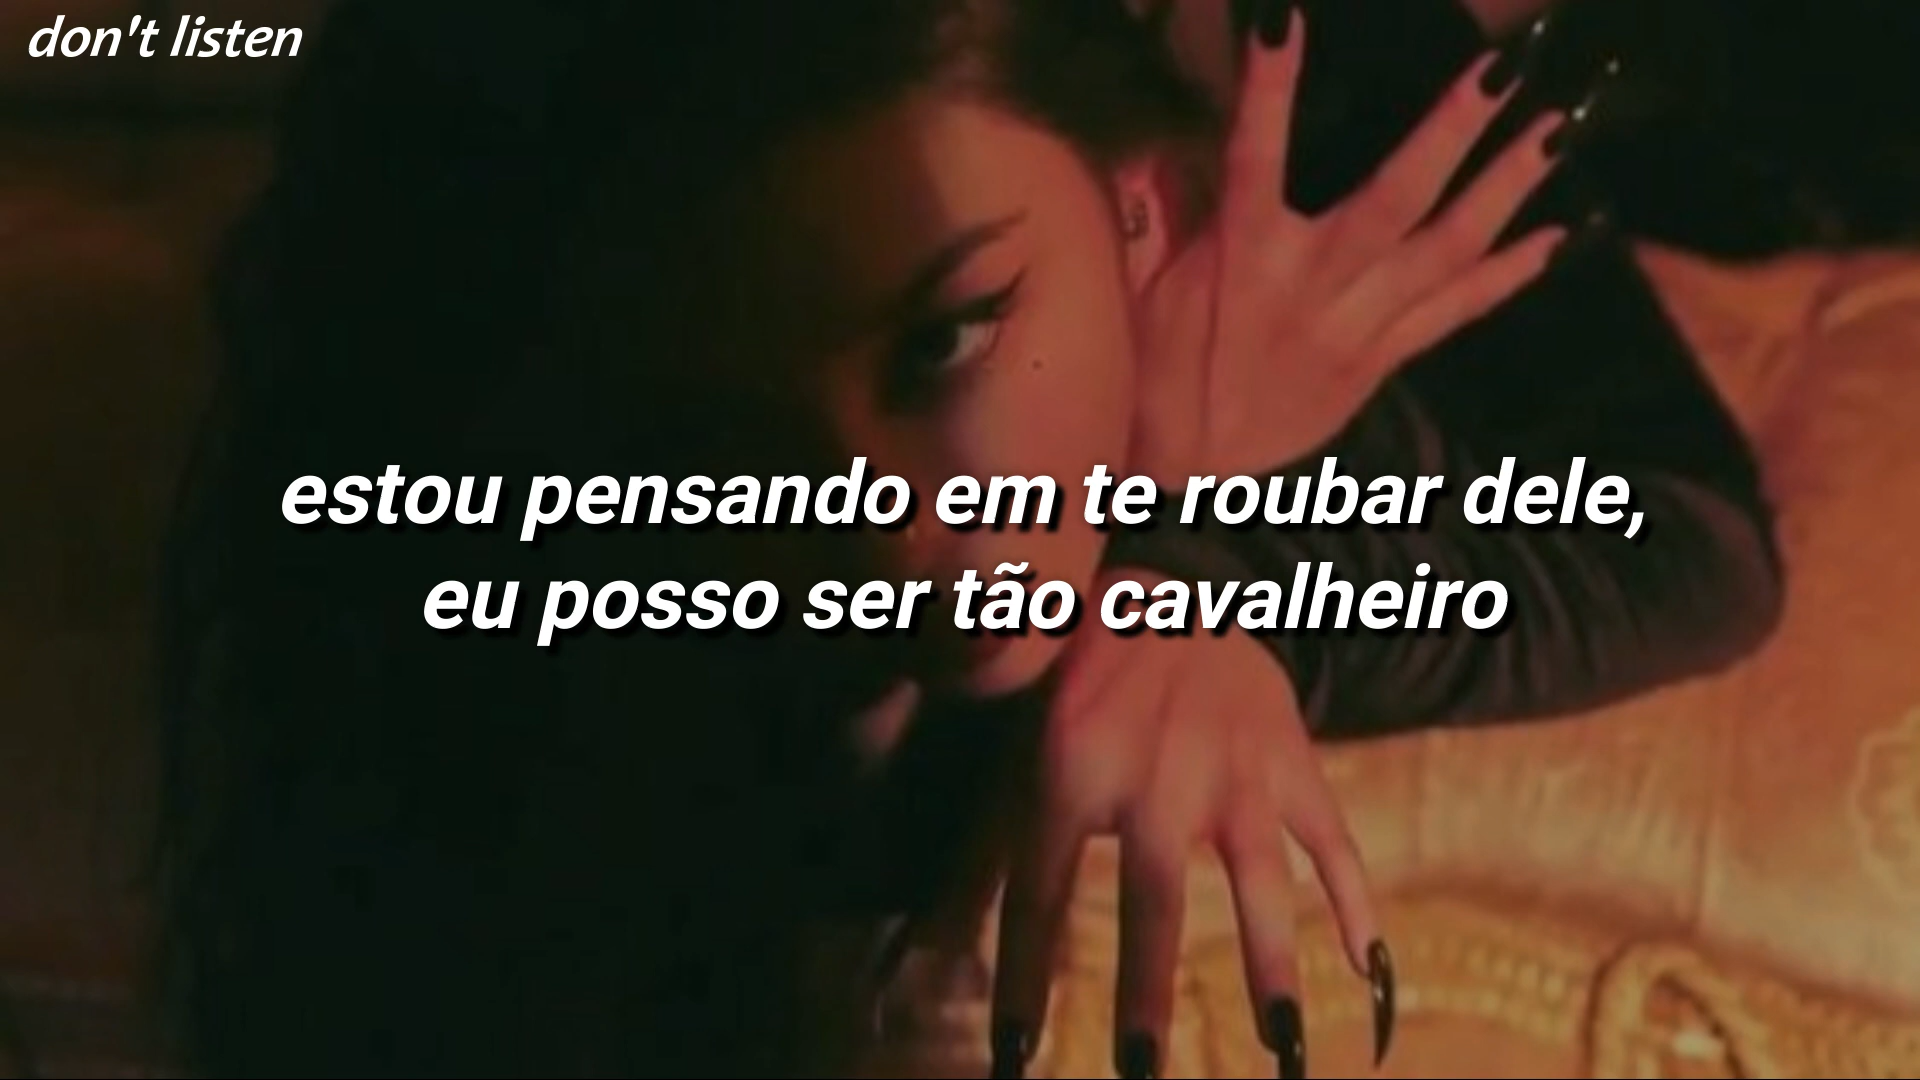 don't listen
estou pensando em te roubar dele,
eu posso ser tão cavalheiro